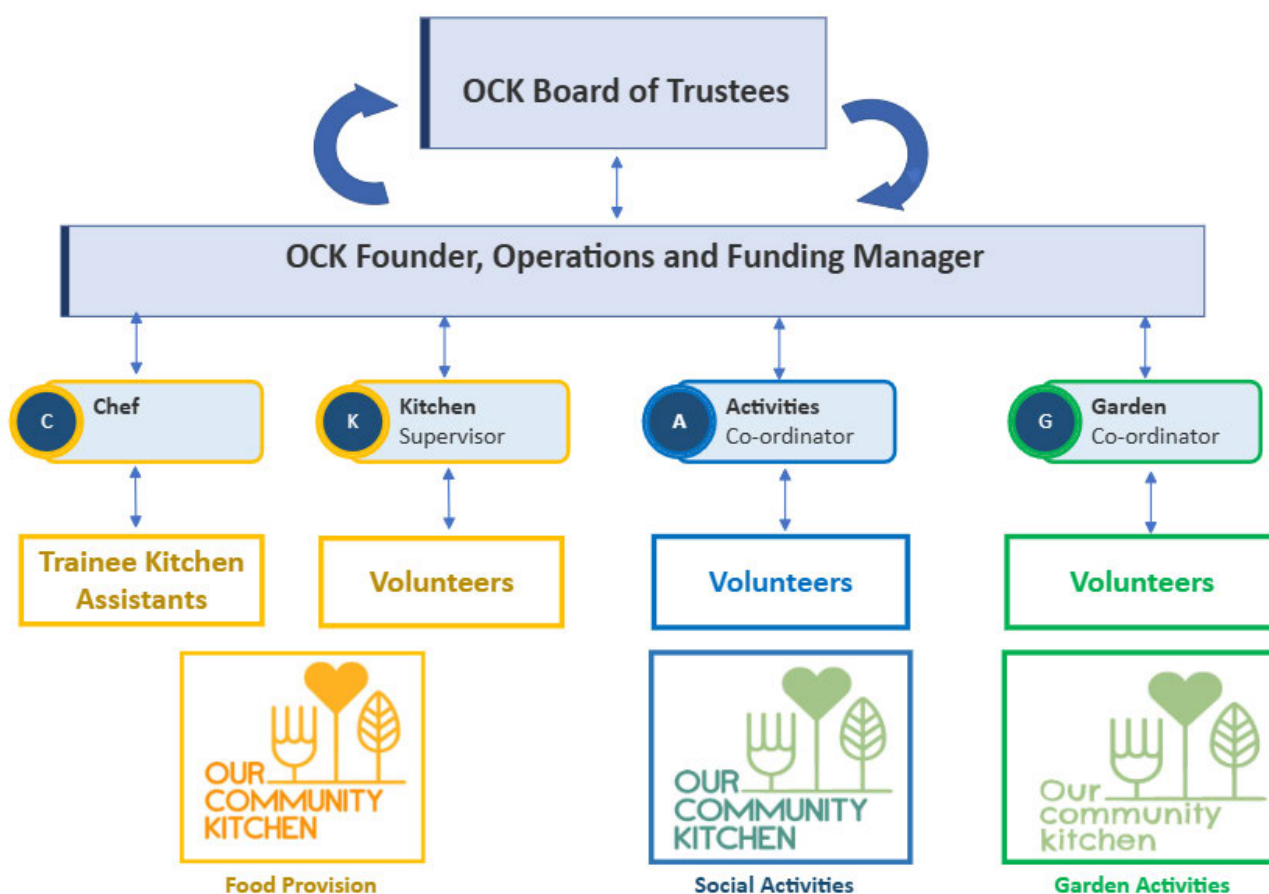 OCK Board of Trustees
OCK Founder, Operations and Funding Manager
C
Chef
K
Kitchen
Supervisor
A
Activities
Co-ordinator
G
Garden
Co-ordinator
Trainee Kitchen
Assistants
Volunteers
Volunteers
Volunteers
OUR
COMMUNITY
KITCHEN
OUR
COMMUNITY
KITCHEN
Our
community
kitchen
Food Provision
Social Activities
Garden Activities